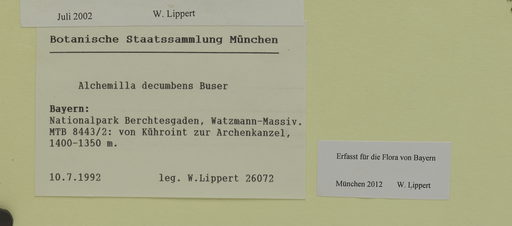 Juli 2002 W. Lippert
Botanische Staatssammlung München
Alchemilla decumbens Buser
Bayern:
Nationalpark Berchtesgaden, Watzmann-Massiv.
MTB 8443/2: von Kühroint zur Archenkanzel,
1400-1350 m.
10.7.1992 leg. W.Lippert 26072
Erfasst für die Flora von Bayern
München 2012 W. Lippert